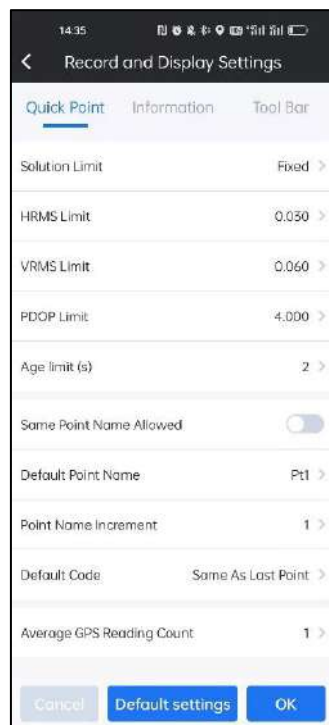 14:35
Record and Display Settings
Quick Point Information Tool Bar
Solution Limit Fixed
HRMS Limit 0.030
VRMS Limit 0.060
PDOP Limit 4.000
Age limit (s) 2
Same Point Name Allowed
Default Point Name Pt1
Point Name Increment 1
Default Code Same As Last Point
Average GPS Reading Count 1
Cancel Default settings OK